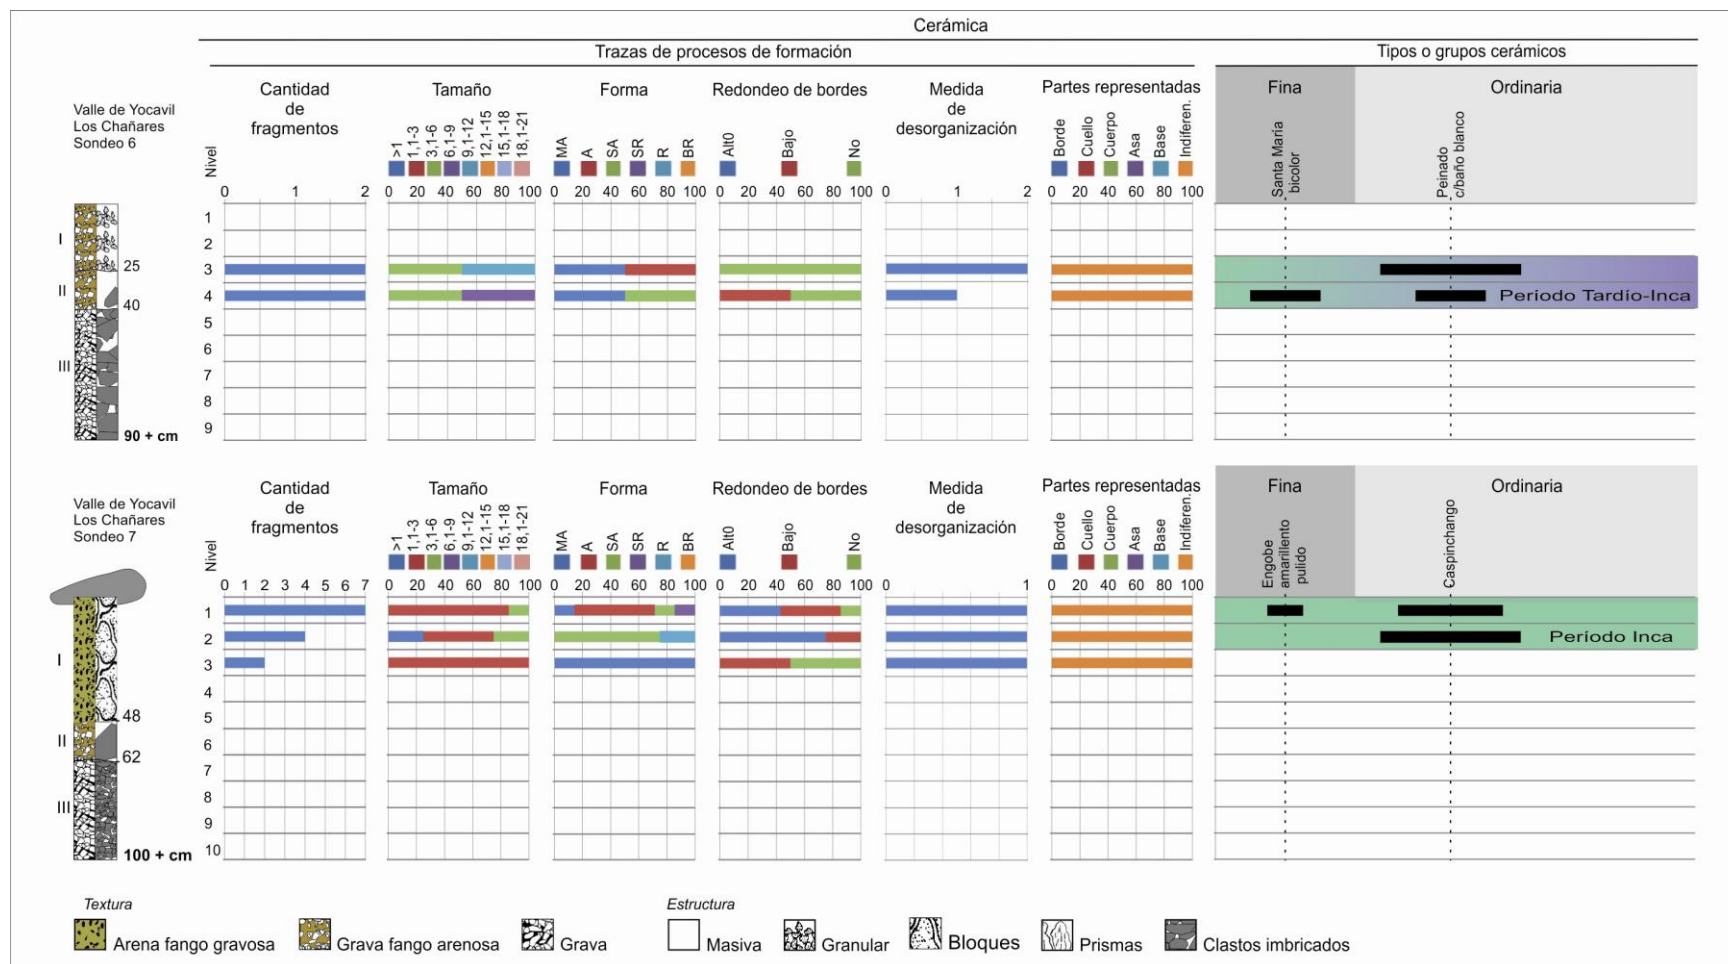 Cerámica
Trazas de procesos de formación
Tipos o grupos cerámicos
Valle de Yocavil
Los Chañares
Sondeo 6
Nivel
Cantidad
de
fragmentos
Tamaño
Forma
Redondeo de bordes
Medida
de
desorganización
Partes representadas
Fina
Ordinaria
>1
1,1-3
3,1-6
6,1-9
9,1-12
12,1-15
15,1-18
18,1-21
MA
A
SA
SR
R
BR
Alt0
Bajo
No
Borde
Cuello
Cuerpo
Asa
Base
Indiferen.
Santa María
bicolor
Peinado
c/baño blanco
0 1 2
0 20 40 60 80 100
0 20 40 60 80 100
0 20 40 60 80 100
0 1 2
0 20 40 60 80 100
I
25
II
40
III
90 + cm
1
2
3
4
5
6
7
8
9
Período Tardío-Inca
Valle de Yocavil
Los Chañares
Sondeo 7
Nivel
Cantidad
de
fragmentos
Tamaño
Forma
Redondeo de bordes
Medida
de
desorganización
Partes representadas
Fina
Ordinaria
>1
1,1-3
3,1-6
6,1-9
9,1-12
12,1-15
15,1-18
18,1-21
MA
A
SA
SR
R
BR
Alt0
Bajo
No
Borde
Cuello
Cuerpo
Asa
Base
Indiferen.
Engobe
amarillento
pulido
Caspinchango
0 1 2 3 4 5 6 7
0 20 40 60 80 100
0 20 40 60 80 100
0 20 40 60 80 100
0 1
0 20 40 60 80 100
I
48
II
62
III
100 + cm
1
2
3
4
5
6
7
8
9
10
Período Inca
Textura
Arena fango gravosa
Grava fango arenosa
Grava
Estructura
Masiva
Granular
Bloques
Prismas
Clastos imbricados